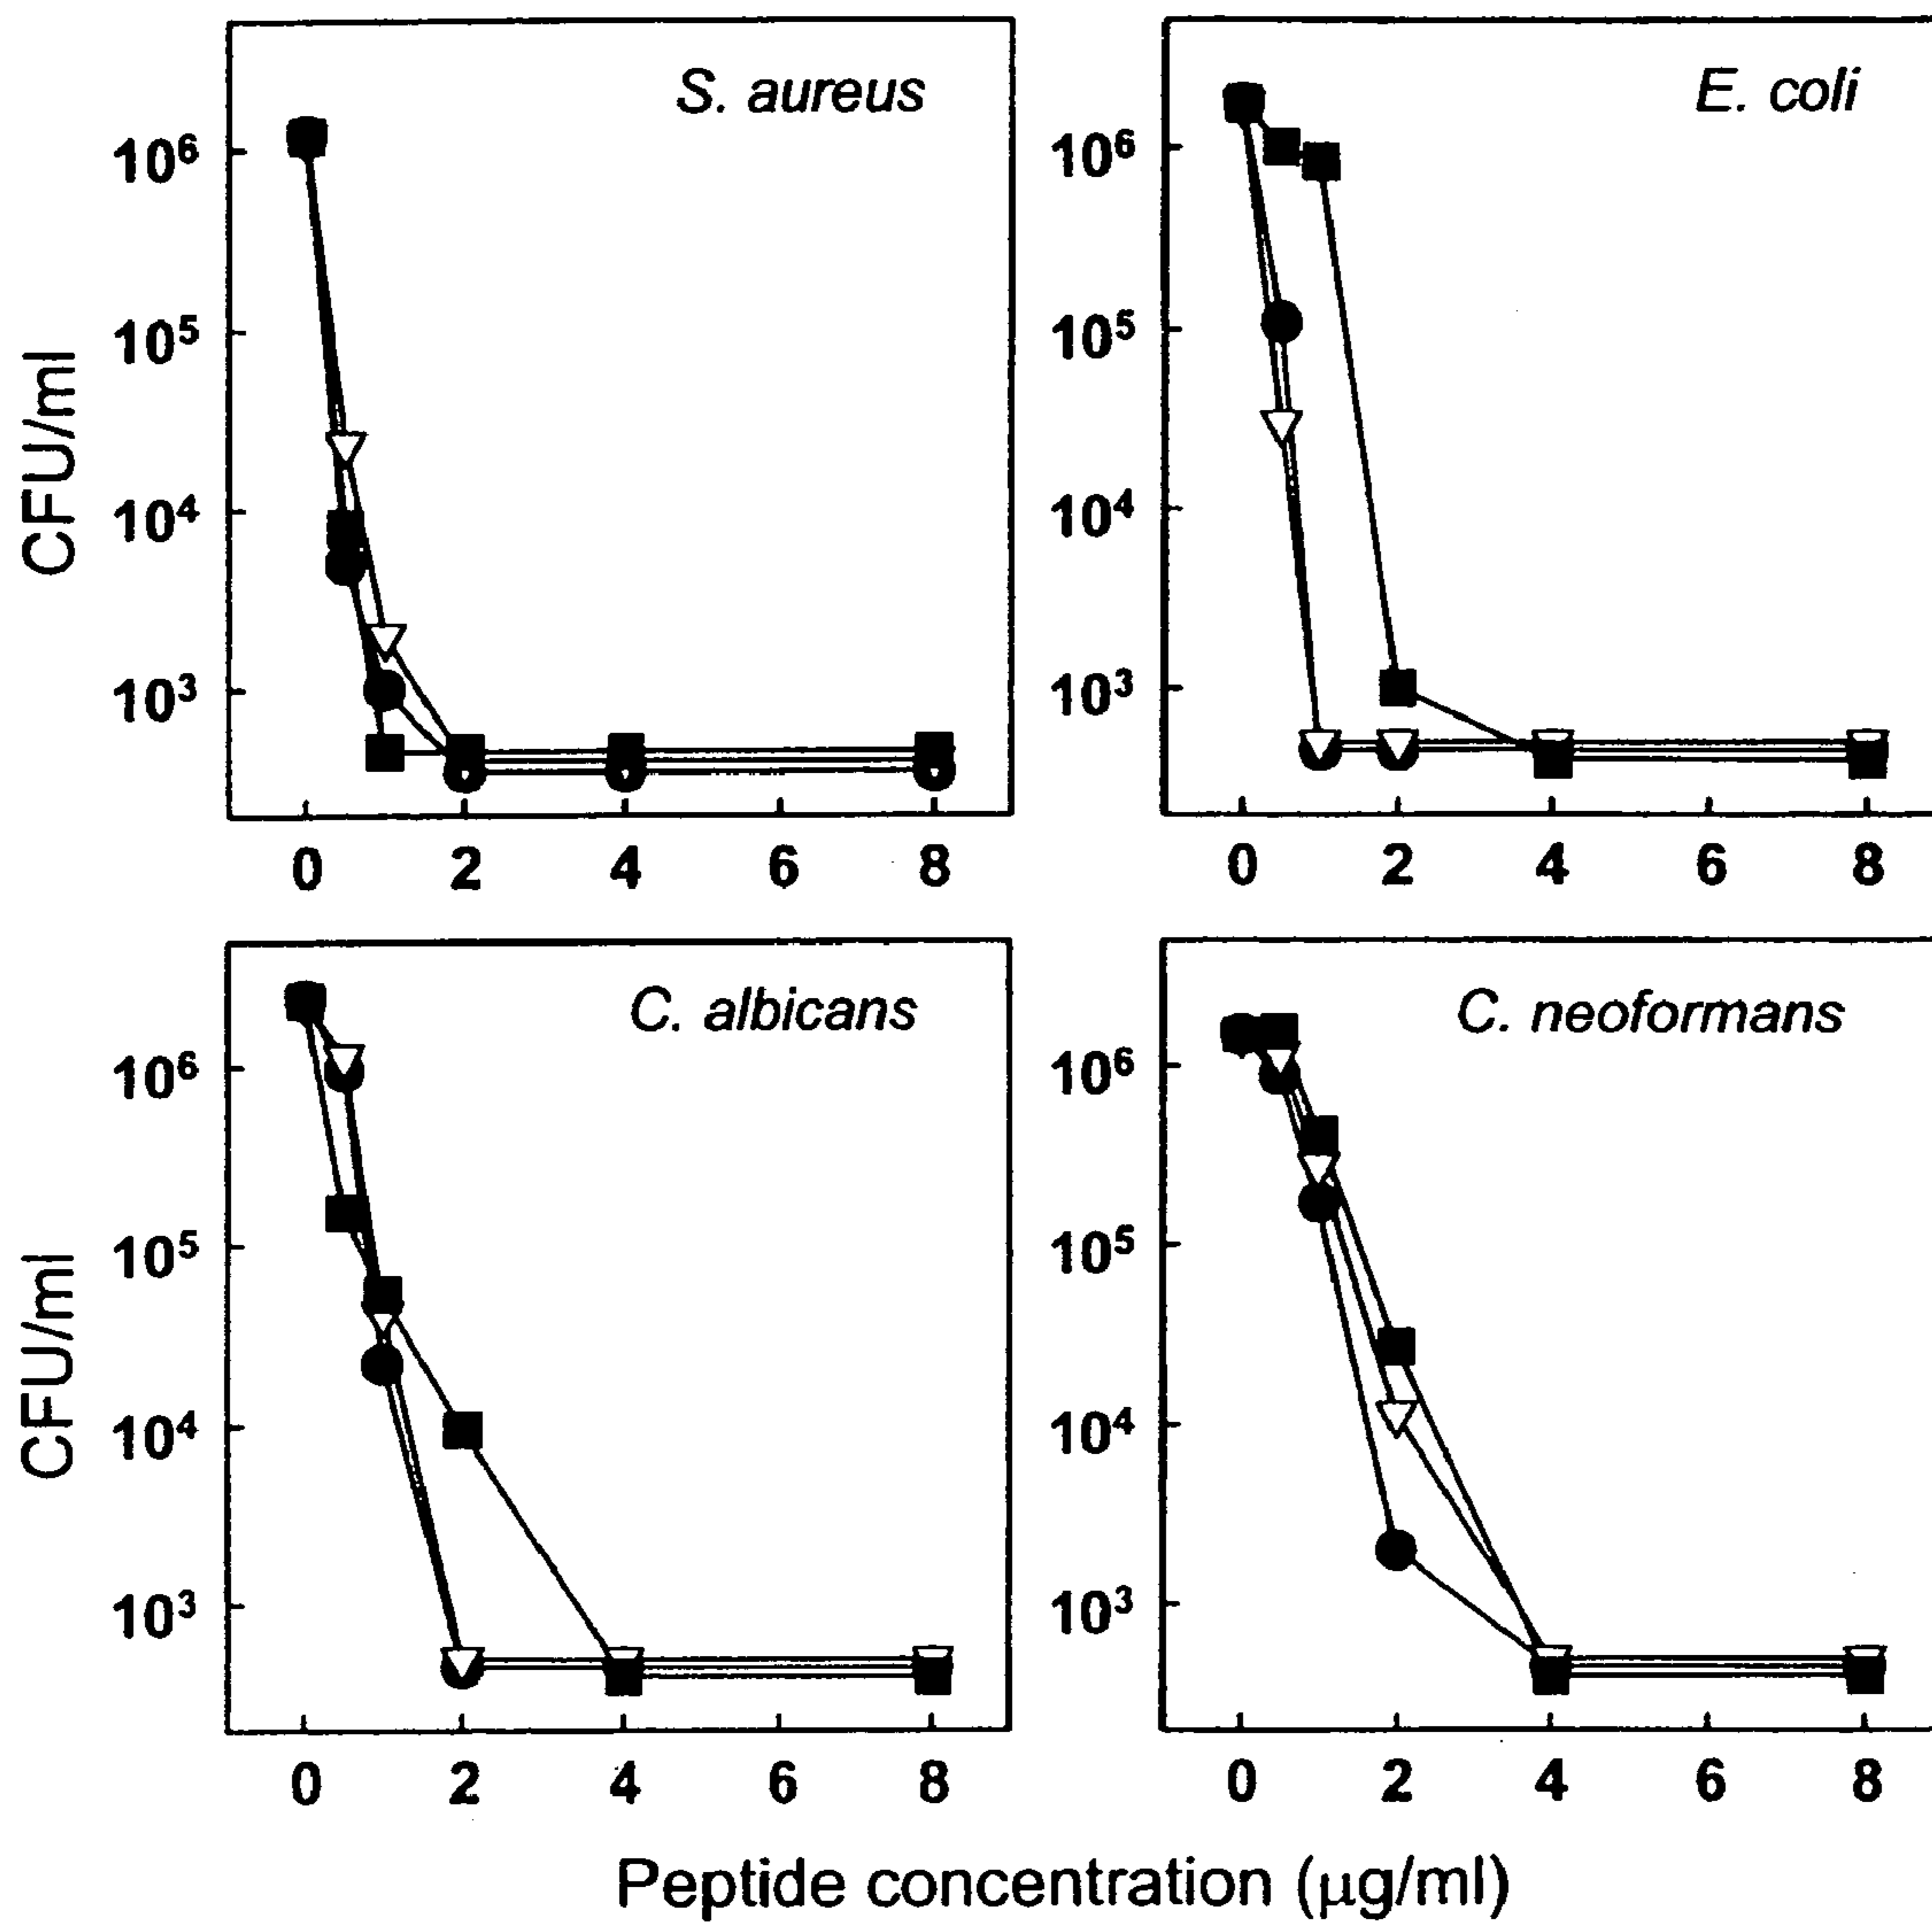 S. aureus
E. coli
10⁶
10⁵
10⁴
10³
CFU/ml
0 2 4 6 8
10⁶
10⁵
10⁴
10³
0 2 4 6 8
C. albicans
C. neoformans
10⁶
10⁵
10⁴
10³
CFU/ml
0 2 4 6 8
10⁶
10⁵
10⁴
10³
0 2 4 6 8
Peptide concentration (μg/ml)